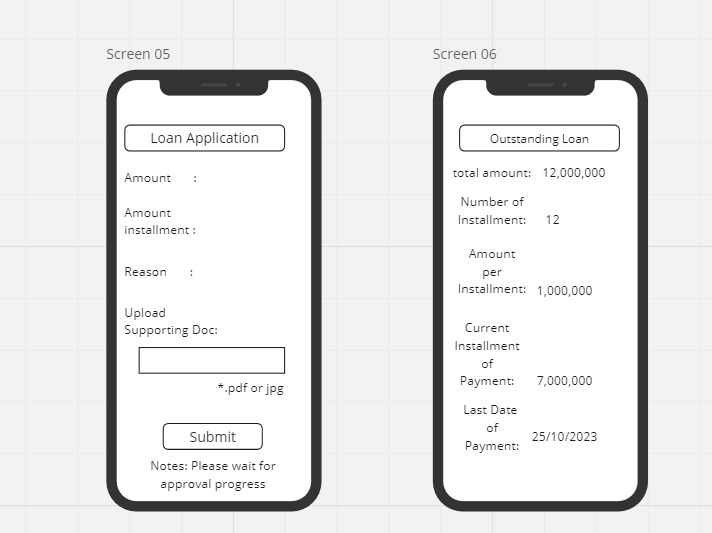 Screen 05
Loan Application
Amount :
Amount
installment :
Reason :
Upload
Supporting Doc:
*.pdf or jpg
Submit
Notes: Please wait for
approval progress
Screen 06
Outstanding Loan
total amount: 12,000,000
Number of
Installment: 12
Amount
per
Installment: 1,000,000
Current
Installment
of
Payment: 7,000,000
Last Date
of
Payment: 25/10/2023